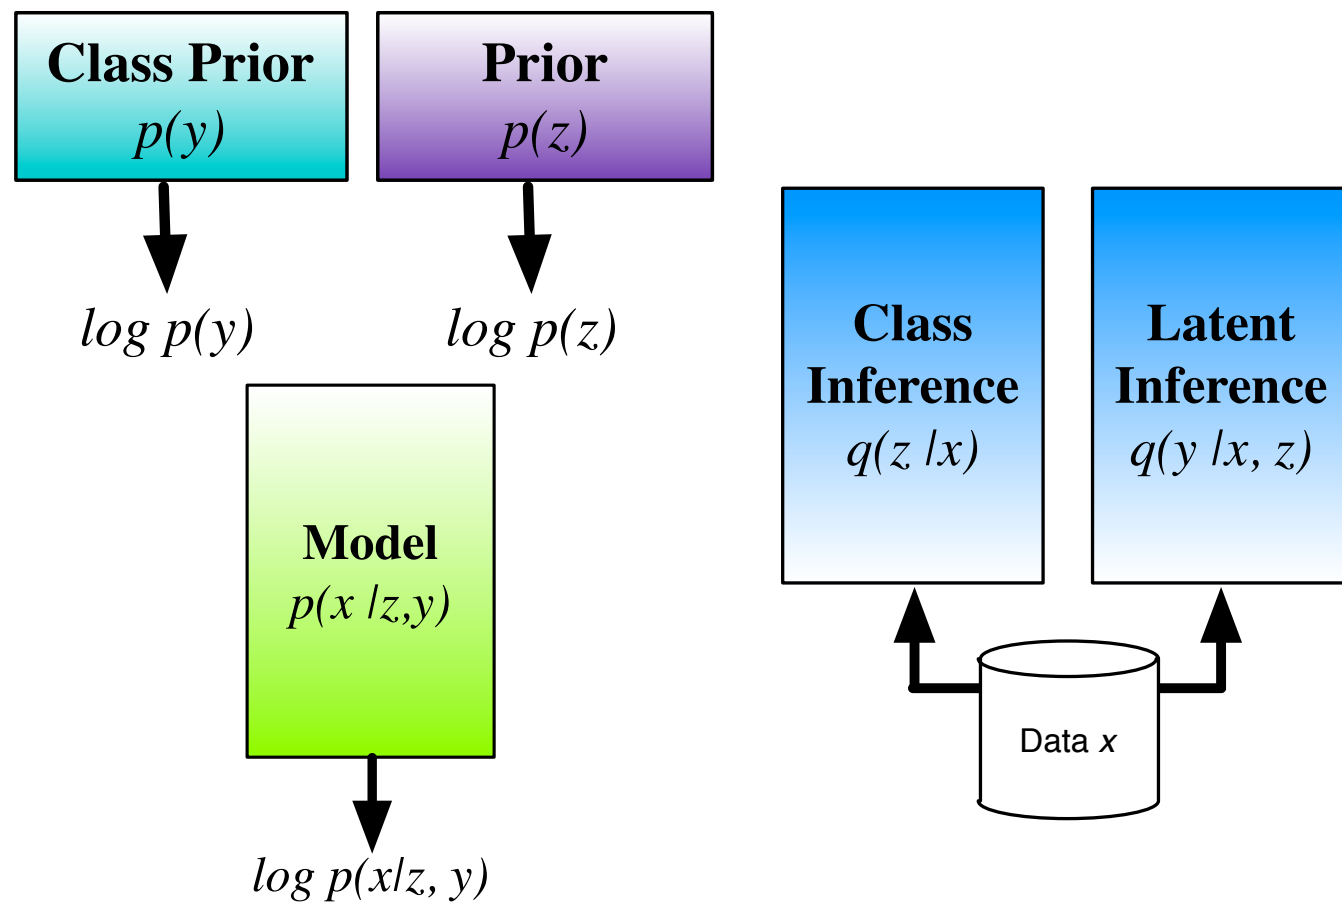 Class Prior
p(y)
Prior
p(z)
log p(y)
log p(z)
Model
p(x |z,y)
log p(x|z, y)
Class
Inference
q(z |x)
Latent
Inference
q(y |x, z)
Data x